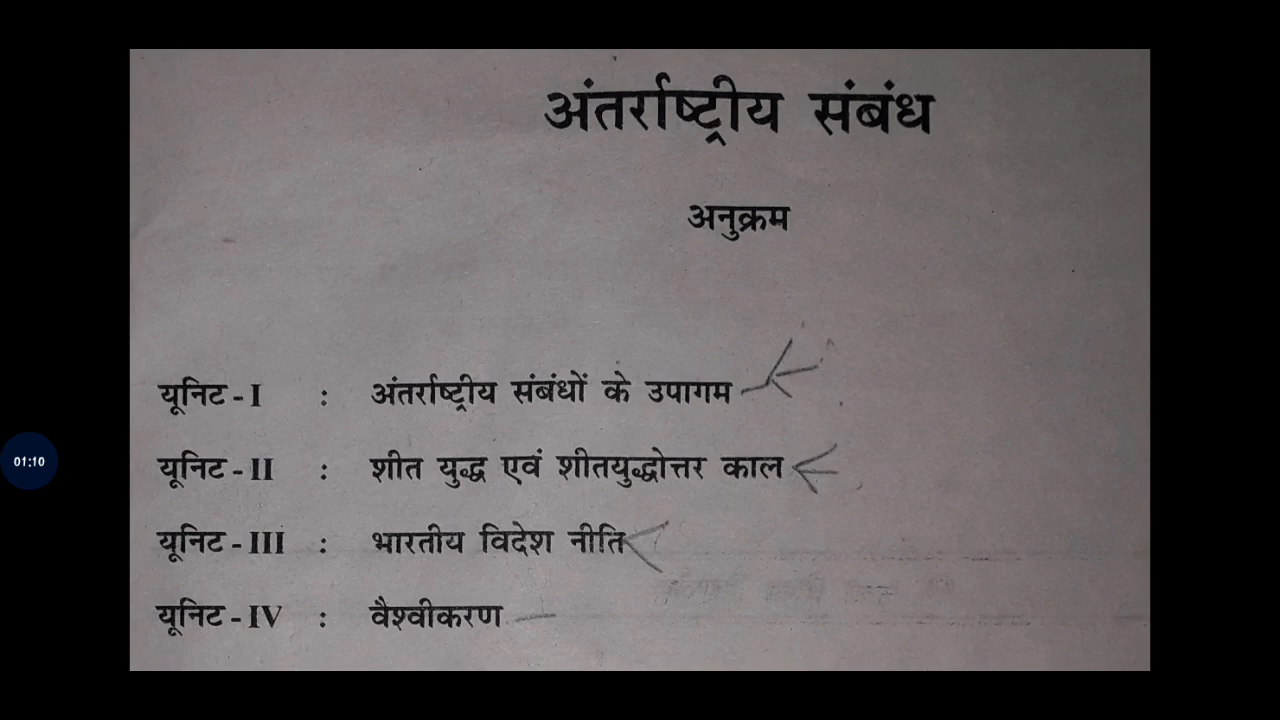 अंतर्राष्ट्रीय संबंध
अनुक्रम
यूनिट - I : अंतर्राष्ट्रीय संबंधों के उपागम
यूनिट - II : शीत युद्ध एवं शीतयुद्धोत्तर काल
यूनिट - III : भारतीय विदेश नीति
यूनिट - IV : वैश्वीकरण
01:10